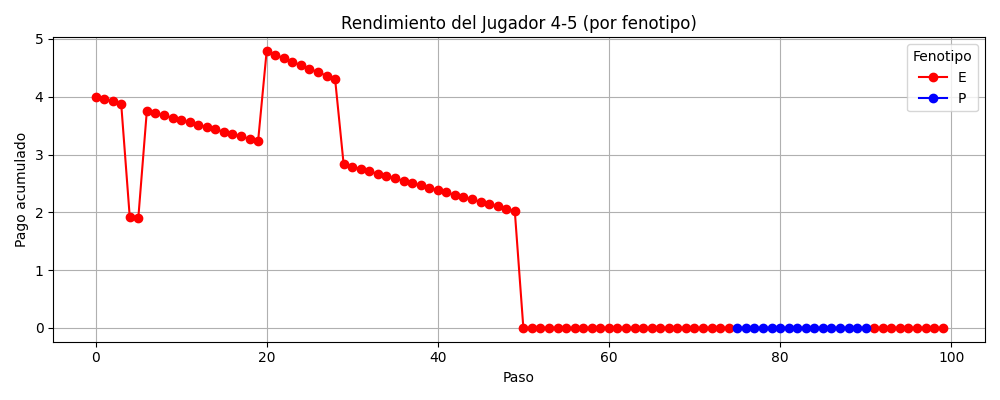 Rendimiento del Jugador 4-5 (por fenotipo)
Pago acumulado
5
4
3
2
1
0
Fenotipo
E
P
0
20
40
60
80
100
Paso